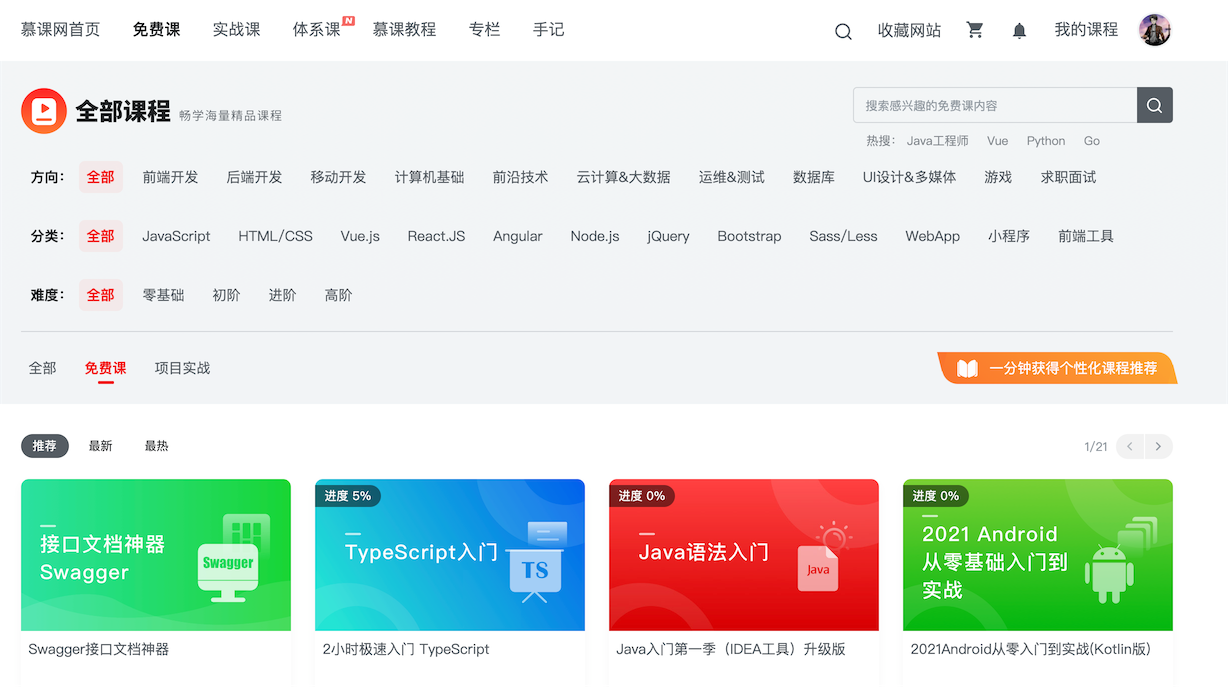 慕课网首页 免费课 实战课 体系课 N 慕课教程 专栏 手记 收藏网站 我的课程
全部课程 畅学海量精品课程
搜索感兴趣的免费课内容
热搜： Java工程师 Vue Python Go
方向： 全部 前端开发 后端开发 移动开发 计算机基础 前沿技术 云计算&大数据 运维&测试 数据库 UI设计&多媒体 游戏 求职面试
分类： 全部 JavaScript HTML/CSS Vue.js React.JS Angular Node.js jQuery Bootstrap Sass/Less WebApp 小程序 前端工具
难度： 全部 零基础 初阶 进阶 高阶
全部 免费课 项目实战
一分钟获得个性化课程推荐
推荐 最新 最热 1/21
接口文档神器
Swagger
Swagger
Swagger接口文档神器
进度 5%
TypeScript入门
TS
2小时极速入门 TypeScript
进度 0%
Java语法入门
Java
Java入门第一季（IDEA工具）升级版
进度 0%
2021 Android
从零基础入门到
实战
2021Android从零入门到实战(Kotlin版)